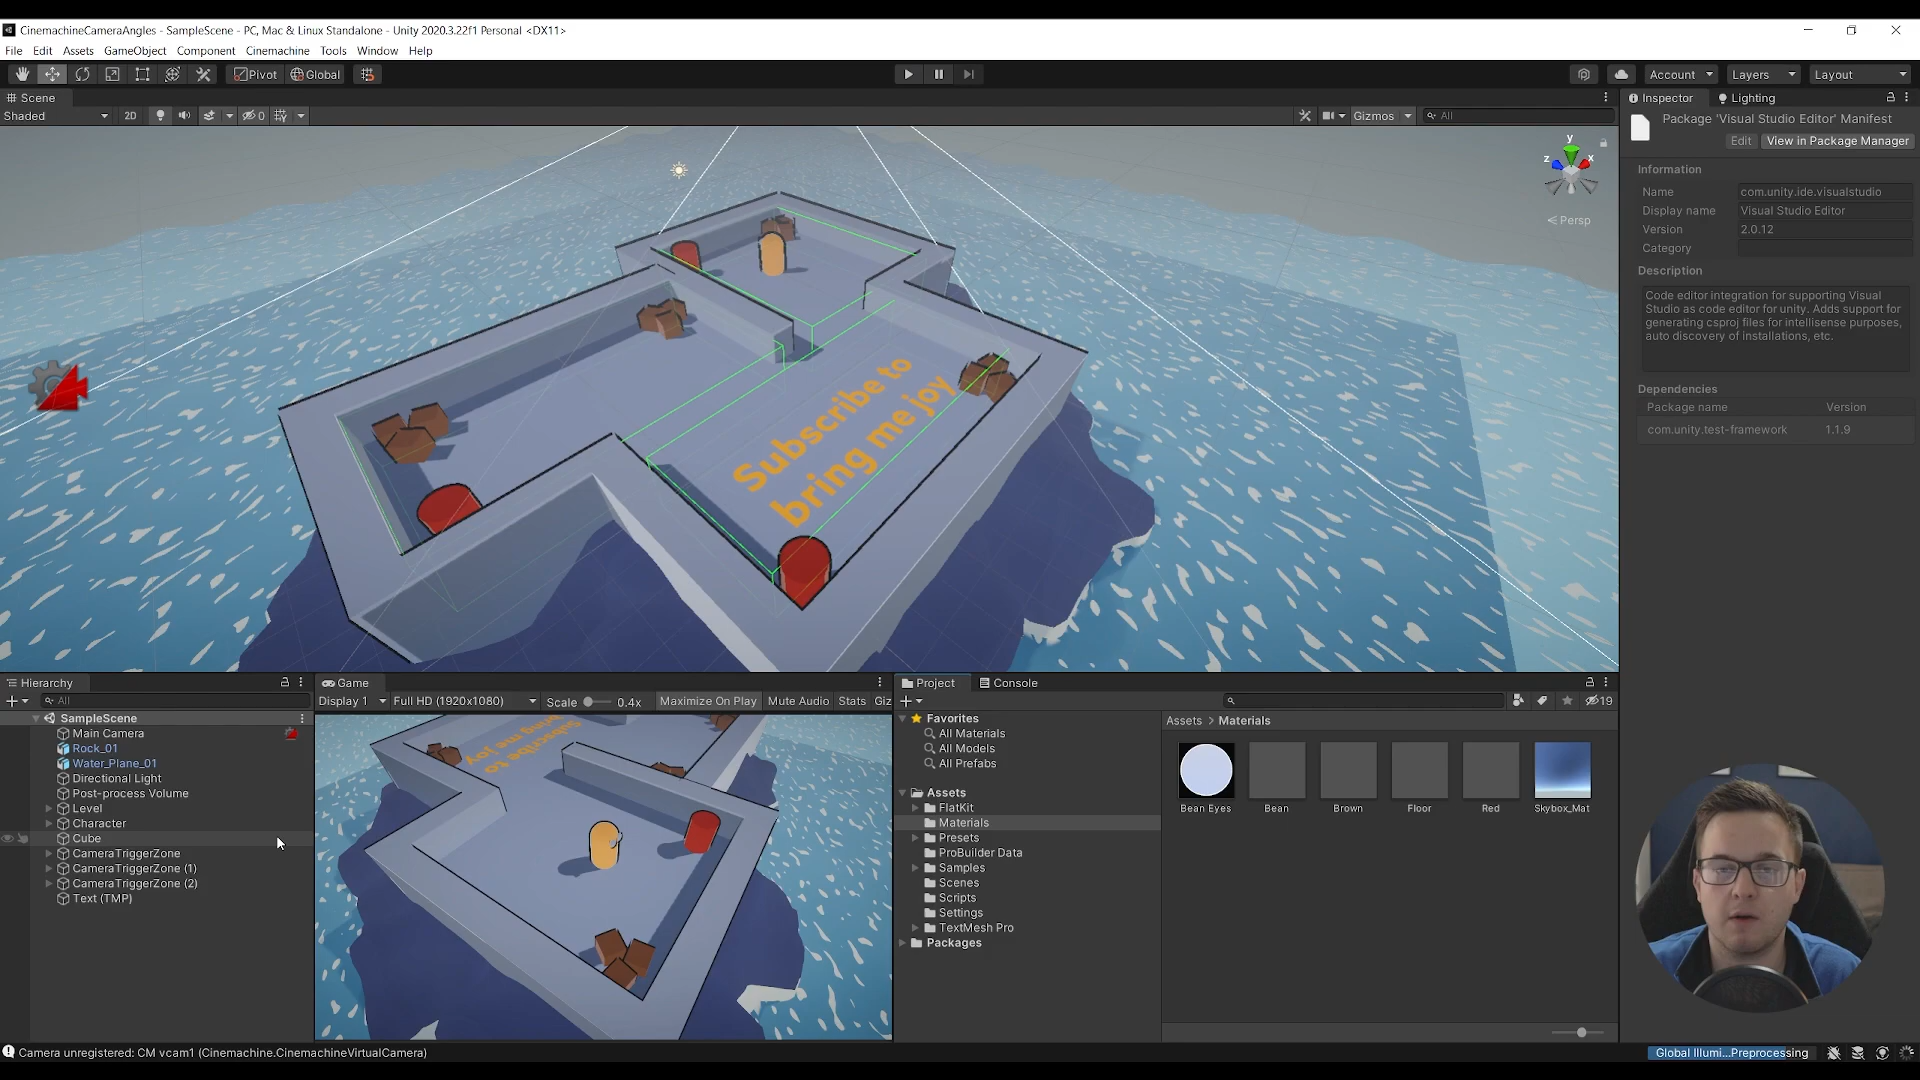 CinemachineCameraAngles - SampleScene - PC, Mac & Linux Standalone - Unity 2020.3.22f1 Personal <DX11>
File Edit Assets GameObject Component Cinemachine Tools Window Help
Pivot Global Account Layers Layout
Scene
Shaded 2D 0 Gizmos All
y
z x
Persp
Subscribe to
bring me joy
Inspector Lighting
Package 'Visual Studio Editor' Manifest
Edit View in Package Manager
Information
Name com.unity.ide.visualstudio
Display name Visual Studio Editor
Version 2.0.12
Category
Description
Code editor integration for supporting Visual
Studio as code editor for unity. Adds support for
generating csproj files for intellisense purposes,
auto discovery of installations, etc.
Dependencies
Package name Version
com.unity.test-framework 1.1.9
Hierarchy
All
SampleScene
Main Camera
Rock_01
Water_Plane_01
Directional Light
Post-process Volume
Level
Character
Cube
CameraTriggerZone
CameraTriggerZone (1)
CameraTriggerZone (2)
Text (TMP)
Game
Display 1 Full HD (1920x1080) Scale 0.4x Maximize On Play Mute Audio Stats Giz
Subscribe to
bring me joy
Project Console
19
Favorites
All Materials
All Models
All Prefabs
Assets
FlatKit
Materials
Presets
ProBuilder Data
Samples
Scenes
Scripts
Settings
TextMesh Pro
Packages
Assets > Materials
Bean Eyes Bean Brown Floor Red Skybox_Mat
Camera unregistered: CM vcam1 (Cinemachine.CinemachineVirtualCamera)
Global Illumi...Preprocessing